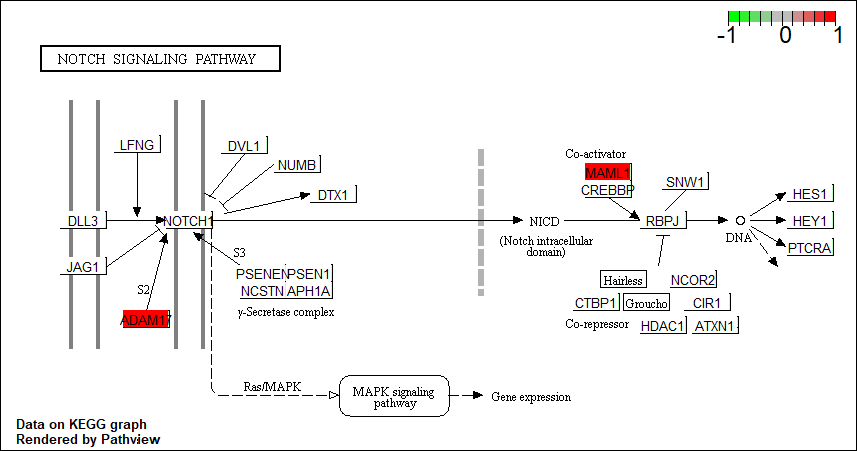 -1 0 1
NOTCH SIGNALING PATHWAY
LFNG
DVL1
NUMB
DTX1
DLL3
NOTCH1
JAG1
S2
ADAM17
S3
PSENEN PSEN1
NCSTN APH1A
γ-Secretase complex
Co-activator
MAML1
CREBBP
SNW1
NICD
(Notch intracellular
domain)
RBPJ
DNA
HES1
HEY1
PTCRA
Hairless
NCOR2
CTBP1
Groucho
CIR1
Co-repressor
HDAC1
ATXN1
Ras/MAPK
MAPK signaling
pathway
Gene expression
Data on KEGG graph
Rendered by Pathview